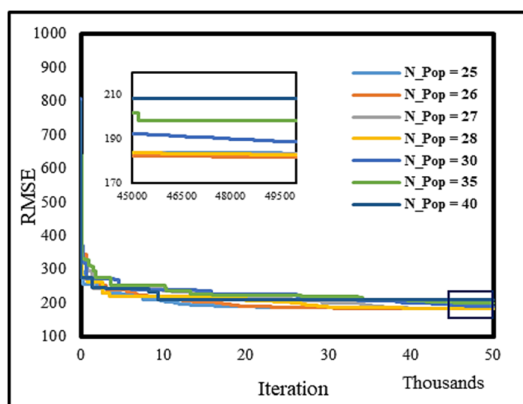 1000
900
800
700
600
500
400
300
200
100
RMSE
210
190
170
45000 46500 48000 49500
N_Pop = 25
N_Pop = 26
N_Pop = 27
N_Pop = 28
N_Pop = 30
N_Pop = 35
N_Pop = 40
0 10 20 30 40 50
Iteration Thousands